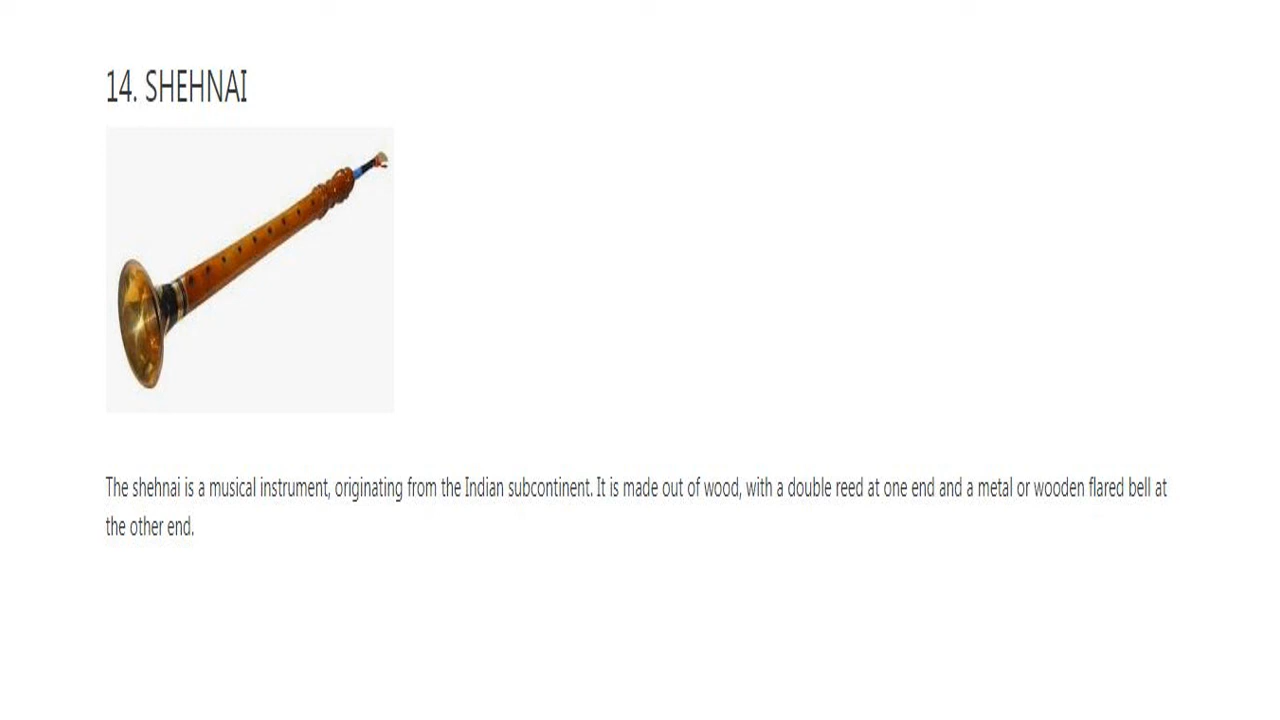 14. SHEHNAI
The shehnai is a musical instrument, originating from the Indian subcontinent. It is made out of wood, with a double reed at one end and a metal or wooden flared bell at
the other end.